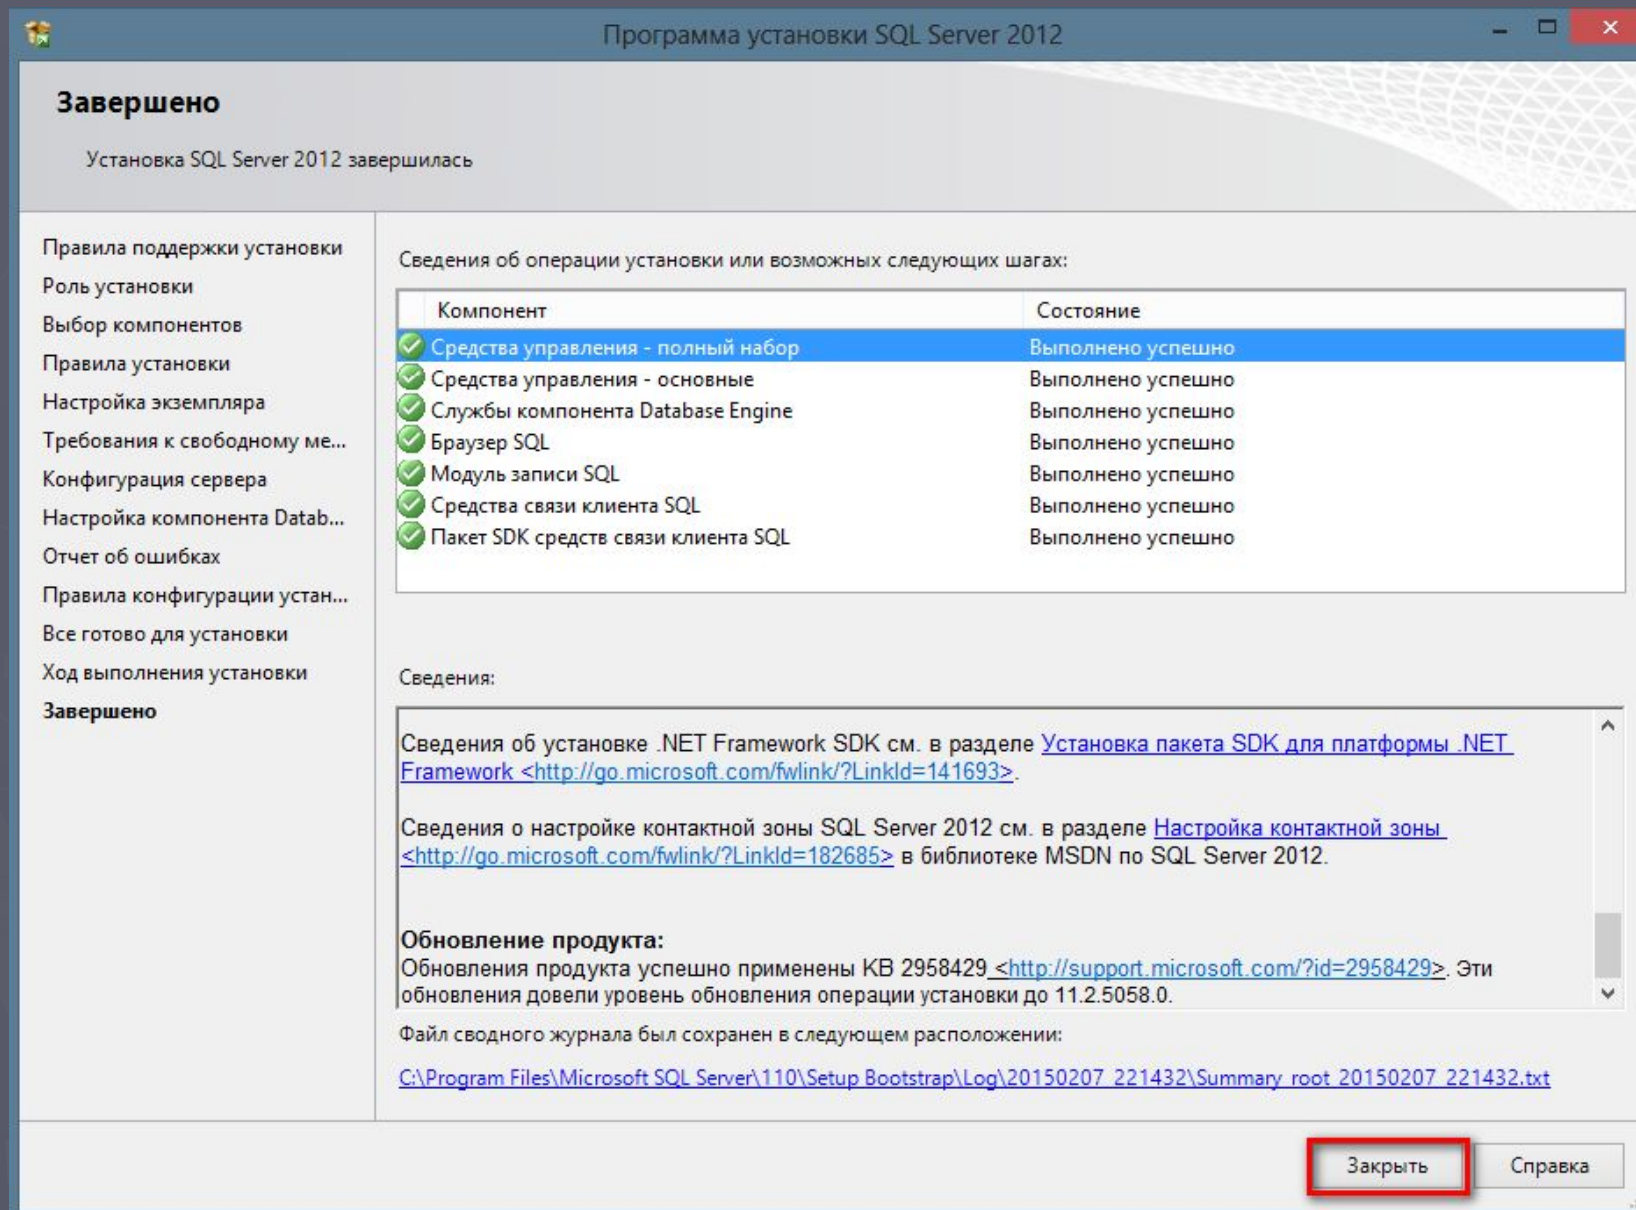 Программа установки SQL Server 2012
Завершено
Установка SQL Server 2012 завершилась
Правила поддержки установки
Роль установки
Выбор компонентов
Правила установки
Настройка экземпляра
Требования к свободному ме...
Конфигурация сервера
Настройка компонента Datab...
Отчет об ошибках
Правила конфигурации устан...
Все готово для установки
Ход выполнения установки
Завершено
Сведения об операции установки или возможных следующих шагах:
Компонент Состояние
Средства управления - полный набор Выполнено успешно
Средства управления - основные Выполнено успешно
Службы компонента Database Engine Выполнено успешно
Браузер SQL Выполнено успешно
Модуль записи SQL Выполнено успешно
Средства связи клиента SQL Выполнено успешно
Пакет SDK средств связи клиента SQL Выполнено успешно
Сведения:
Сведения об установке .NET Framework SDK см. в разделе Установка пакета SDK для платформы .NET
Framework <http://go.microsoft.com/fwlink/?LinkId=141693>.
Сведения о настройке контактной зоны SQL Server 2012 см. в разделе Настройка контактной зоны
<http://go.microsoft.com/fwlink/?LinkId=182685> в библиотеке MSDN по SQL Server 2012.
Обновление продукта:
Обновления продукта успешно применены KB 2958429 <http://support.microsoft.com/?id=2958429>. Эти
обновления довели уровень обновления операции установки до 11.2.5058.0.
Файл сводного журнала был сохранен в следующем расположении:
C:\Program Files\Microsoft SQL Server\110\Setup Bootstrap\Log\20150207_221432\Summary_root_20150207_221432.txt
Закрыть Справка